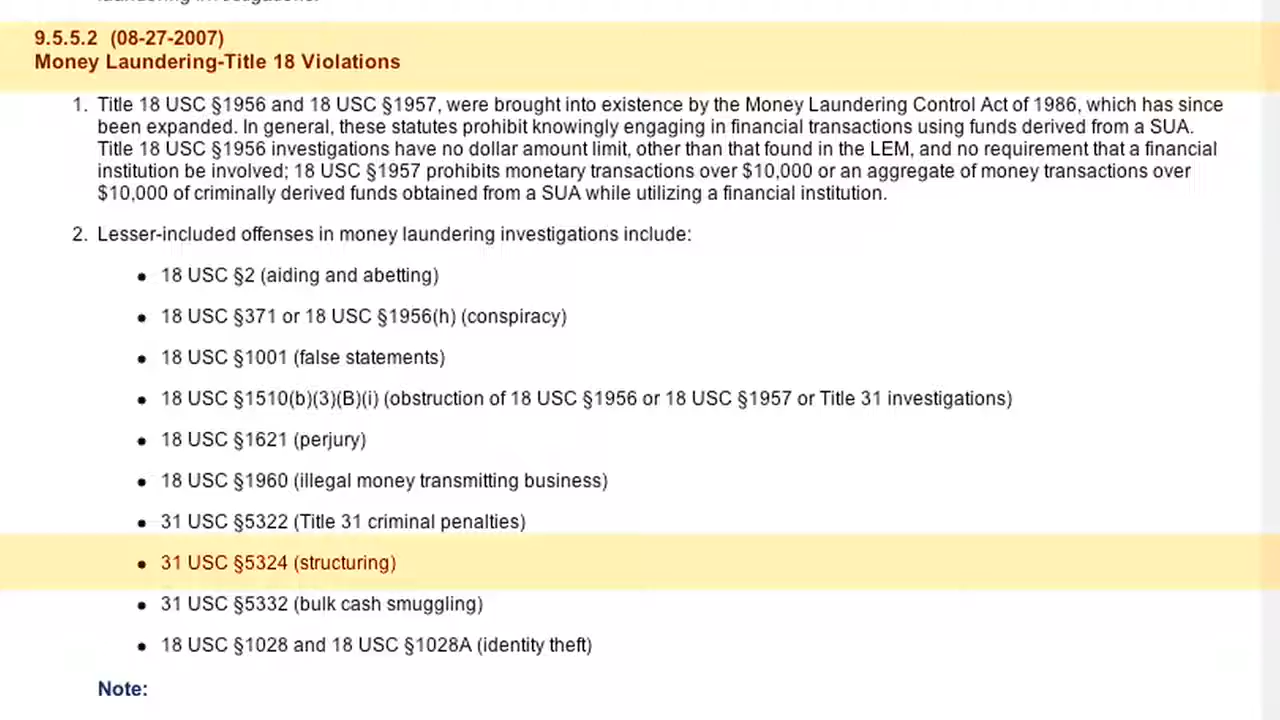 9.5.5.2 (08-27-2007)
Money Laundering-Title 18 Violations
1. Title 18 USC §1956 and 18 USC §1957, were brought into existence by the Money Laundering Control Act of 1986, which has since
been expanded. In general, these statutes prohibit knowingly engaging in financial transactions using funds derived from a SUA.
Title 18 USC §1956 investigations have no dollar amount limit, other than that found in the LEM, and no requirement that a financial
institution be involved; 18 USC §1957 prohibits monetary transactions over $10,000 or an aggregate of money transactions over
$10,000 of criminally derived funds obtained from a SUA while utilizing a financial institution.
2. Lesser-included offenses in money laundering investigations include:
• 18 USC §2 (aiding and abetting)
• 18 USC §371 or 18 USC §1956(h) (conspiracy)
• 18 USC §1001 (false statements)
• 18 USC §1510(b)(3)(B)(i) (obstruction of 18 USC §1956 or 18 USC §1957 or Title 31 investigations)
• 18 USC §1621 (perjury)
• 18 USC §1960 (illegal money transmitting business)
• 31 USC §5322 (Title 31 criminal penalties)
• 31 USC §5324 (structuring)
• 31 USC §5332 (bulk cash smuggling)
• 18 USC §1028 and 18 USC §1028A (identity theft)
Note: